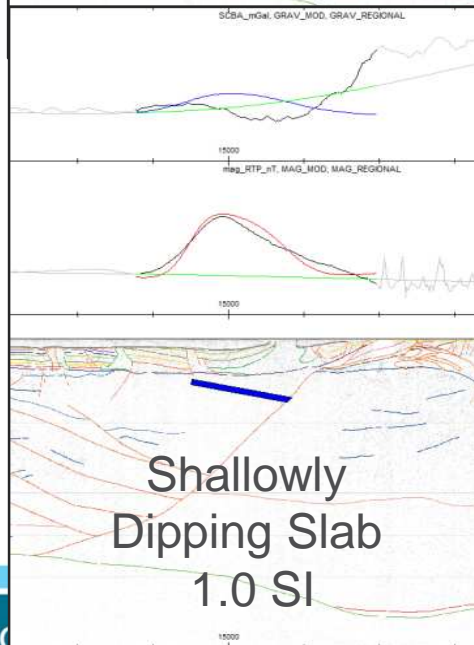 SCBA_mGal, GRAV_MOD, GRAV_REGIONAL
15000
mag_RTP_nT, MAG_MOD, MAG_REGIONAL
15000
Shallowly
Dipping Slab
1.0 SI
15000